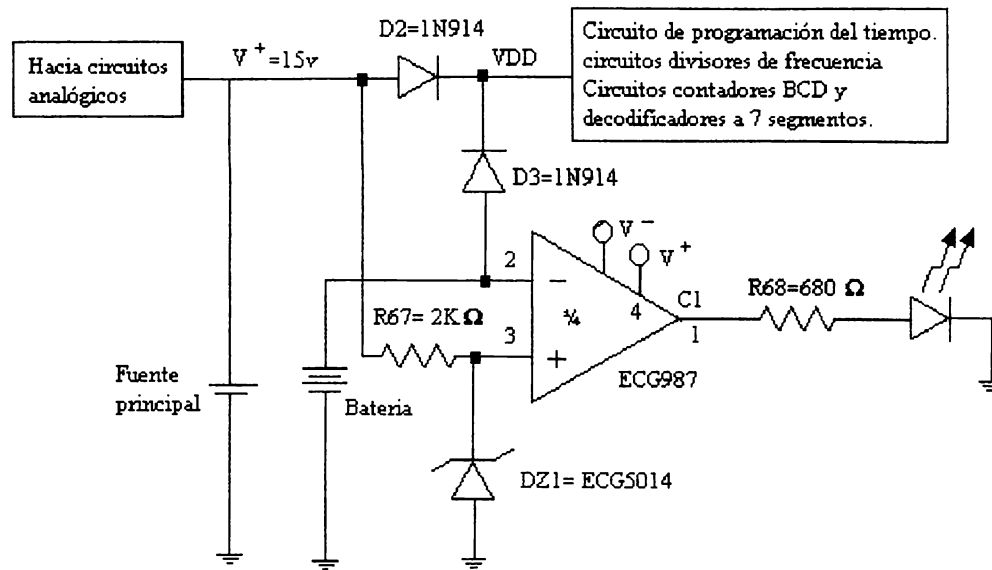 Hacia circuitos
analógicos
V+=15v
D2=1N914
VDD
Circuito de programación del tiempo.
circuitos divisores de frecuencia
Circuitos contadores BCD y
decodificadores a 7 segmentos.
D3=1N914
V-
V+
2
-
¾
4
C1
1
R67= 2K Ω
3
+
ECG987
R68=680 Ω
Fuente
principal
Bateria
DZ1= ECG5014